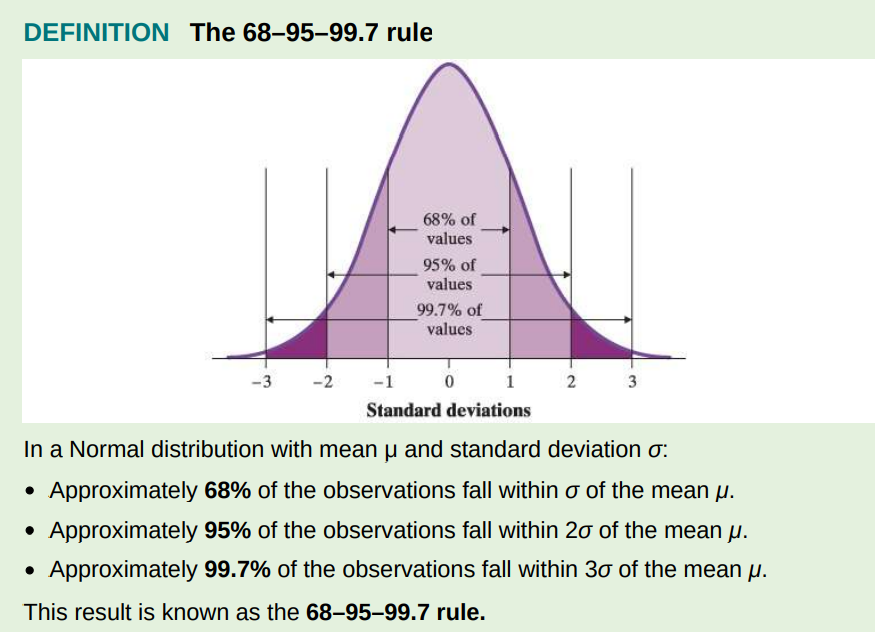 DEFINITION The 68–95–99.7 rule
68% of
values
95% of
values
99.7% of
values
−3 −2 −1 0 1 2 3
Standard deviations
In a Normal distribution with mean μ and standard deviation σ:
• Approximately 68% of the observations fall within σ of the mean μ.
• Approximately 95% of the observations fall within 2σ of the mean μ.
• Approximately 99.7% of the observations fall within 3σ of the mean μ.
This result is known as the 68–95–99.7 rule.